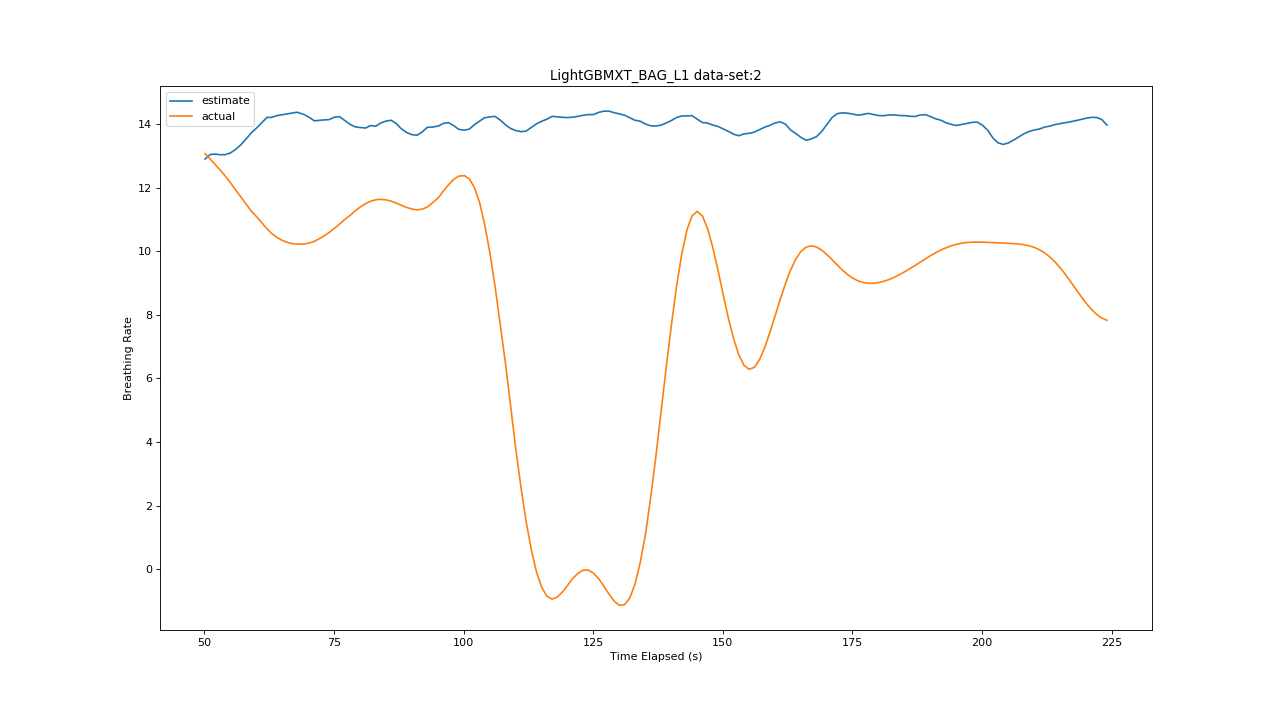 LightGBMXT_BAG_L1 data-set:2
estimate
actual
14
12
10
8
6
4
2
0
Breathing Rate
50 75 100 125 150 175 200 225
Time Elapsed (s)